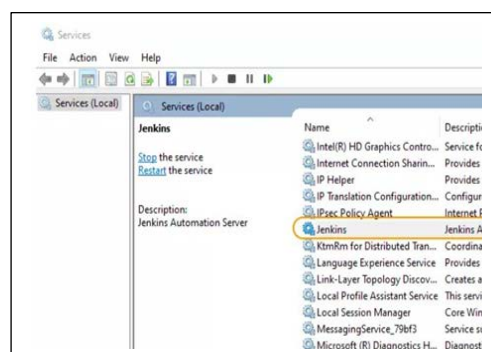 Services
File Action View Help
Services (Local)
Services (Local)
Jenkins
Stop the service
Restart the service
Description:
Jenkins Automation Server
Name Descripti
Intel(R) HD Graphics Contro... Service fo
Internet Connection Sharin... Provides
IP Helper Provides
IP Translation Configuration... Configur
IPsec Policy Agent Internet P
Jenkins Jenkins A
KtmRm for Distributed Tran... Coordina
Language Experience Service Provides
Link-Layer Topology Discov... Creates a
Local Profile Assistant Service This servi
Local Session Manager Core Win
MessagingService_79bf3 Service su
Microsoft (R) Diagnostics H... Diagnost